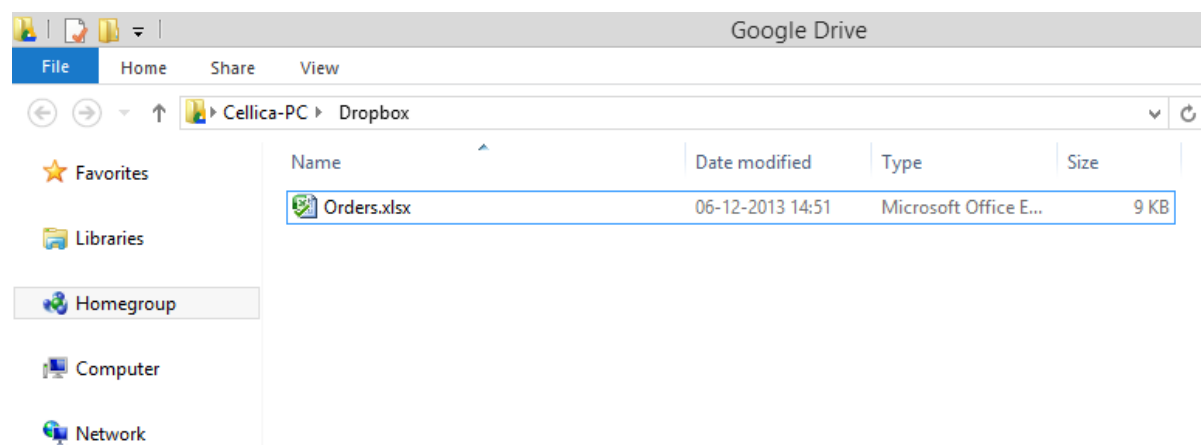 Google Drive
File Home Share View
Cellica-PC Dropbox
Name Date modified Type Size
Favorites
Orders.xlsx 06-12-2013 14:51 Microsoft Office E... 9 KB
Libraries
Homegroup
Computer
Network